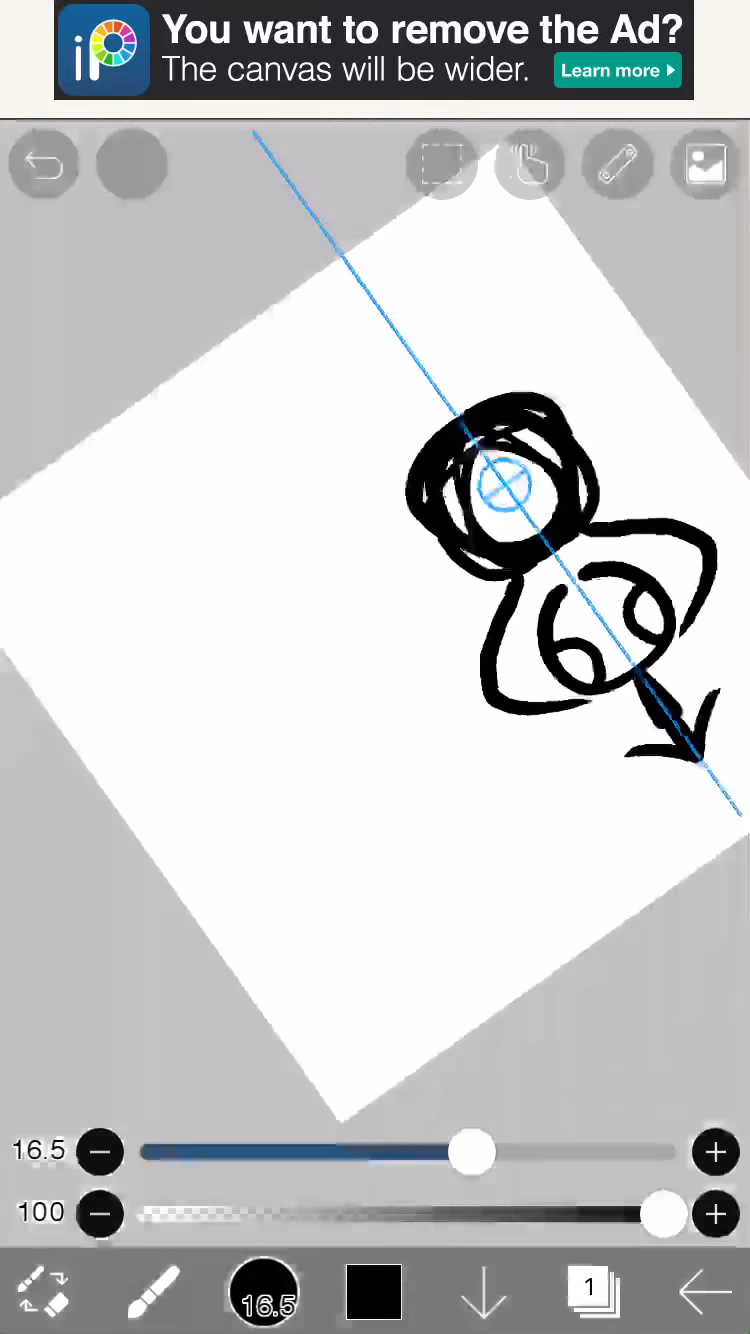 iP
You want to remove the Ad?
The canvas will be wider.
Learn more
16.5
100
16.5
1